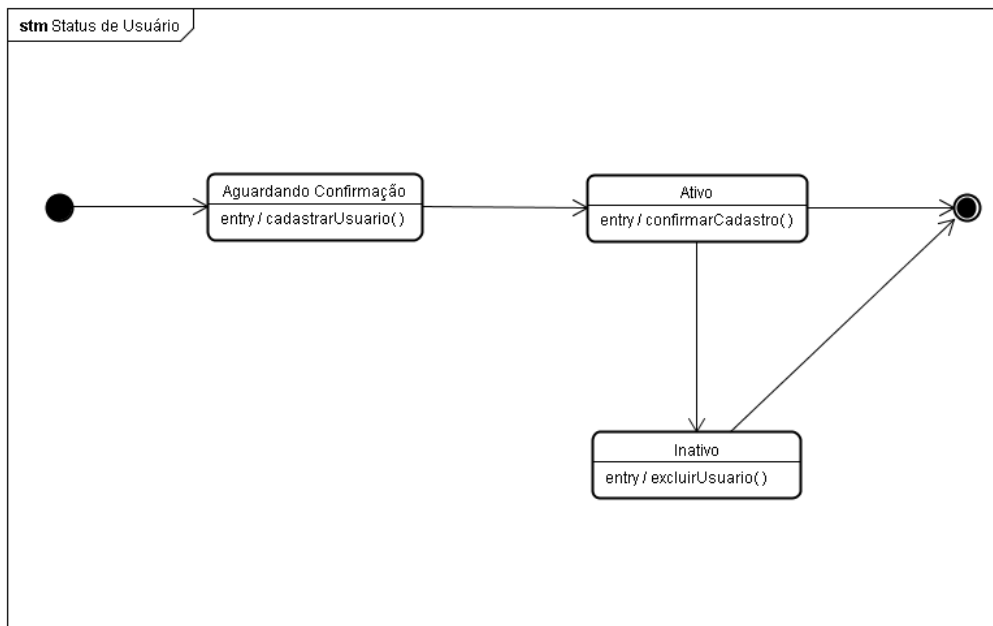 stm Status de Usuário
Aguardando Confirmação
entry / cadastrarUsuario()
Ativo
entry / confirmarCadastro()
Inativo
entry / excluirUsuario()